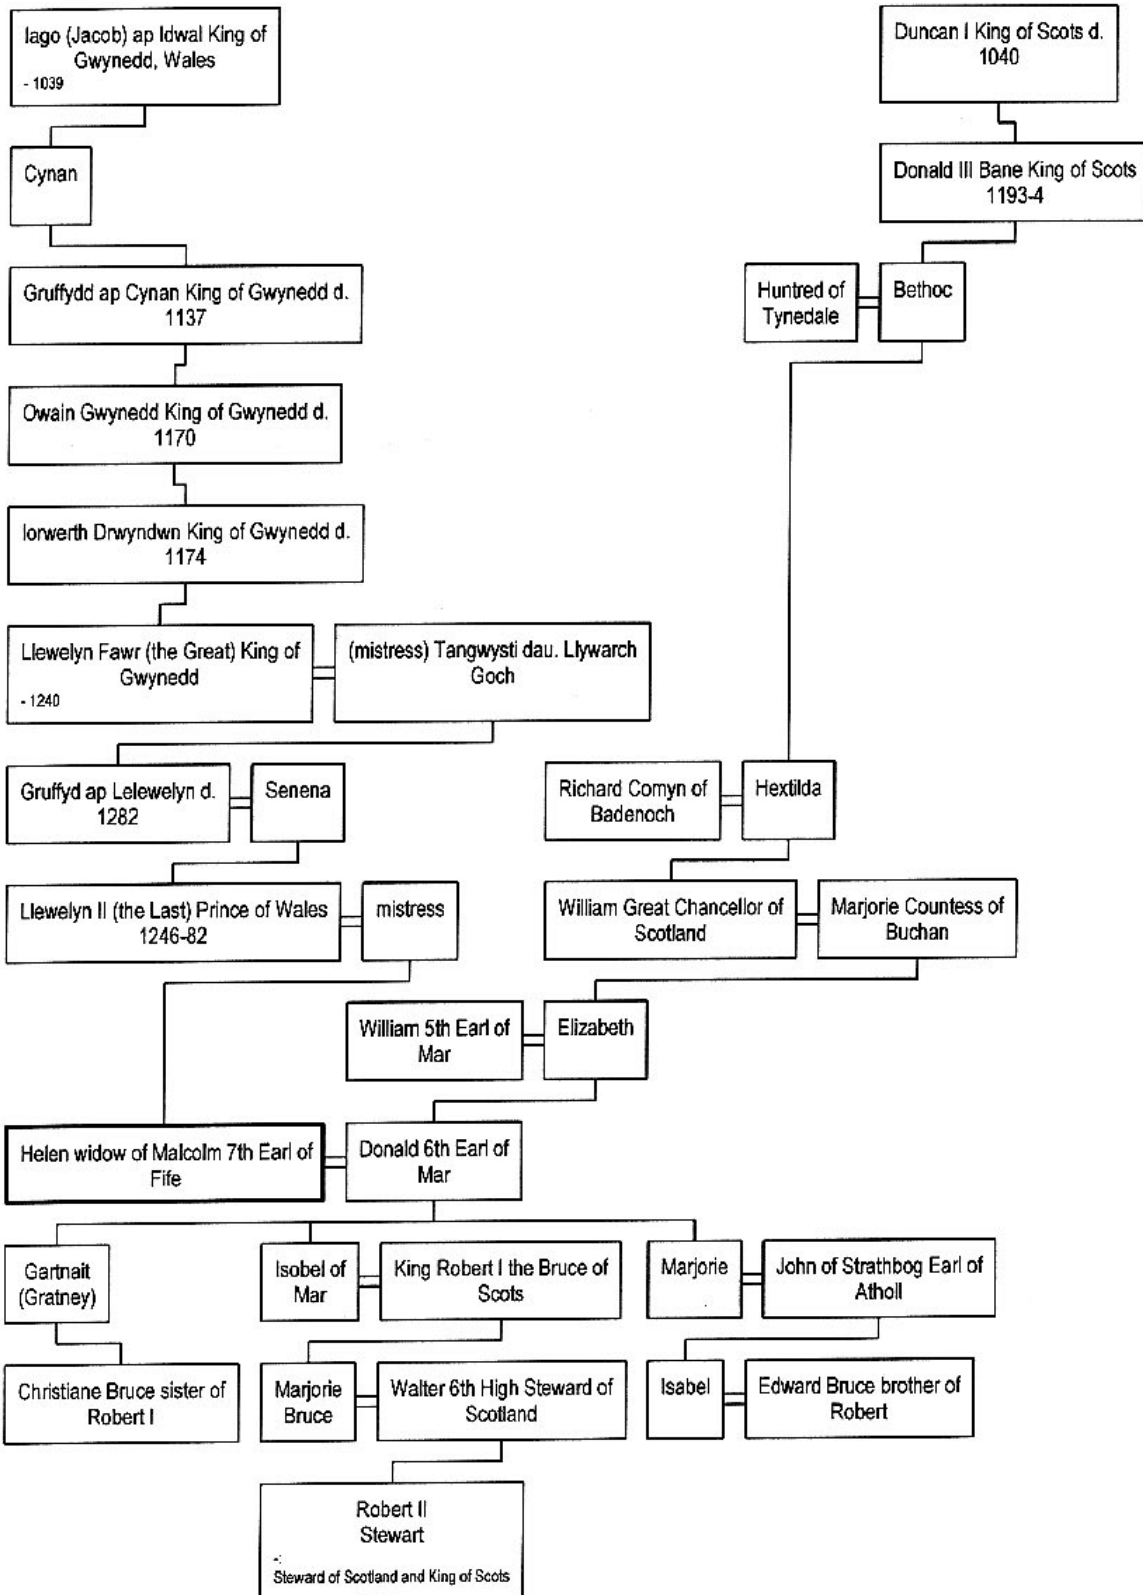 Iago (Jacob) ap Idwal King of
Gwynedd, Wales
- 1039
Duncan I King of Scots d.
1040
Cynan
Donald III Bane King of Scots
1193-4
Gruffydd ap Cynan King of Gwynedd d.
1137
Huntred of
Tynedale
Bethoc
Owain Gwynedd King of Gwynedd d.
1170
Iorwerth Drwyndwn King of Gwynedd d.
1174
Llewelyn Fawr (the Great) King of
Gwynedd
- 1240
(mistress) Tangwysti dau. Llywarch
Goch
Gruffyd ap Lelewelyn d.
1282
Senena
Richard Comyn of
Badenoch
Hextilda
Llewelyn II (the Last) Prince of Wales
1246-82
mistress
William Great Chancellor of
Scotland
Marjorie Countess of
Buchan
William 5th Earl of
Mar
Elizabeth
Helen widow of Malcolm 7th Earl of
Fife
Donald 6th Earl of
Mar
Gartnait
(Gratney)
Isobel of
Mar
King Robert I the Bruce of
Scots
Marjorie
John of Strathbog Earl of
Atholl
Christiane Bruce sister of
Robert I
Marjorie
Bruce
Walter 6th High Steward of
Scotland
Isabel
Edward Bruce brother of
Robert
Robert II
Stewart
-:
Steward of Scotland and King of Scots